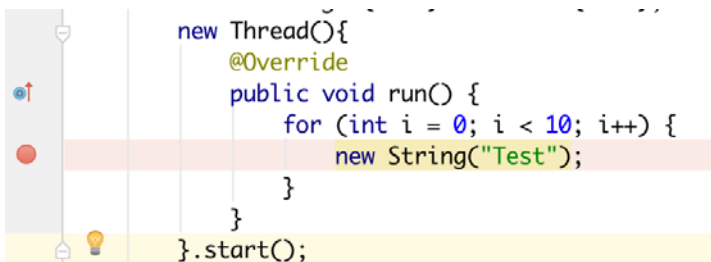 new Thread(){
@Override
public void run() {
for (int i = 0; i < 10; i++) {
new String("Test");
}
}
}.start();